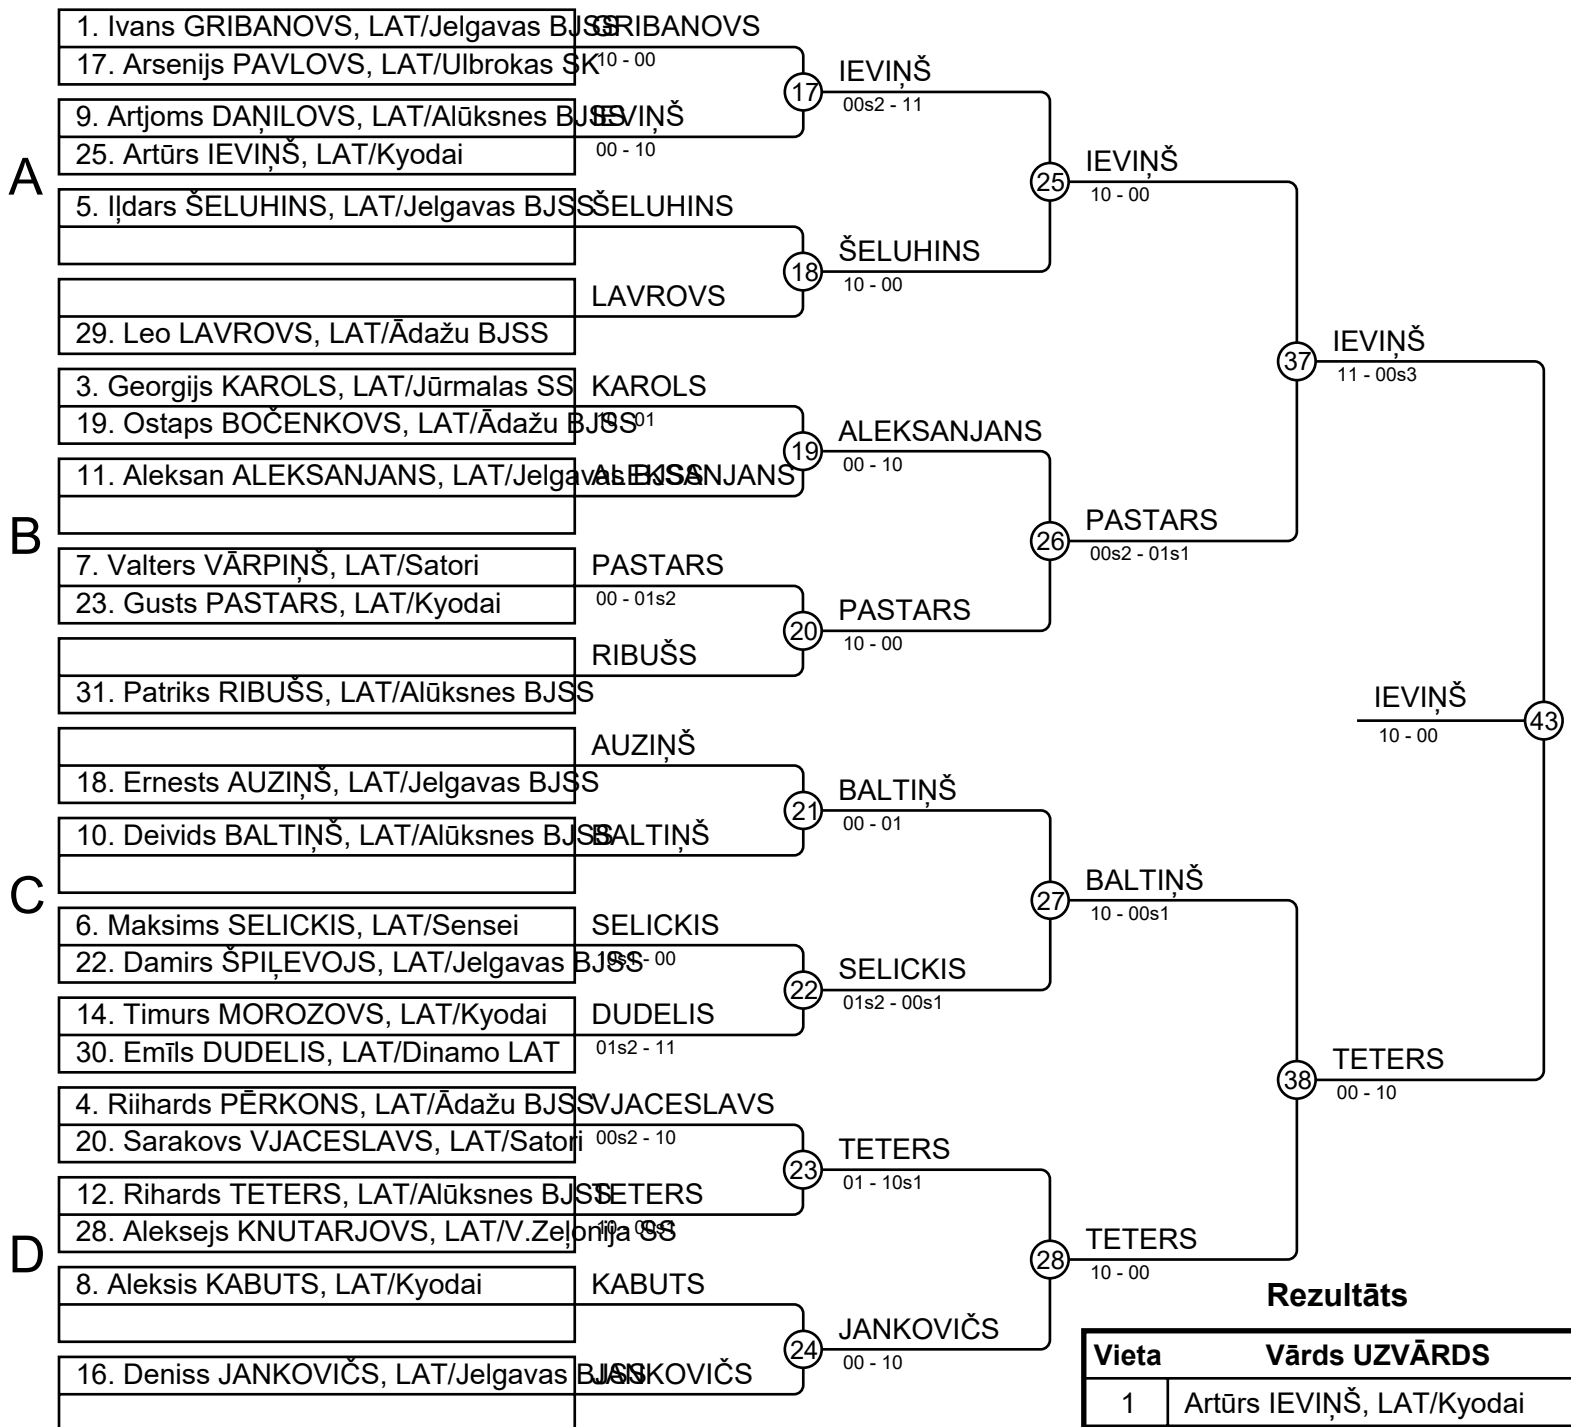 1. Ivans GRIBANOVS, LAT/Jelgavas BJSS
17. Arsenijs PAVLOVS, LAT/Ulbrokas SK
9. Artjoms DAŅILOVS, LAT/Alūksnes BJSS
25. Artūrs IEVIŅŠ, LAT/Kyodai
A
5. Iļdars ŠELUHINS, LAT/Jelgavas BJSS
29. Leo LAVROVS, LAT/Ādažu BJSS
3. Georgijs KAROLS, LAT/Jūrmalas SS
19. Ostaps BOČENKOVS, LAT/Ādažu BJSS
11. Aleksan ALEKSANJANS, LAT/Jelgavas BJSS
B
7. Valters VĀRPIŅŠ, LAT/Satori
23. Gusts PASTARS, LAT/Kyodai
31. Patriks RIBUŠS, LAT/Alūksnes BJSS
18. Ernests AUZIŅŠ, LAT/Jelgavas BJSS
10. Deivids BALTIŅŠ, LAT/Alūksnes BJSS
C
6. Maksims SELICKIS, LAT/Sensei
22. Damirs ŠPIĻEVOJS, LAT/Jelgavas BJSS
14. Timurs MOROZOVS, LAT/Kyodai
30. Emīls DUDELIS, LAT/Dinamo LAT
4. Riihards PĒRKONS, LAT/Ādažu BJSS
20. Sarakovs VJACESLAVS, LAT/Satori
12. Rihards TETERS, LAT/Alūksnes BJSS
28. Aleksejs KNUTARJOVS, LAT/V.Zeļonija SS
D
8. Aleksis KABUTS, LAT/Kyodai
16. Deniss JANKOVIČS, LAT/Jelgavas BJSS
GRIBANOVS
10 - 00
IEVIŅŠ
00 - 10
ŠELUHINS
LAVROVS
KAROLS
10 - 01
ALEKSANJANS
PASTARS
00 - 01s2
RIBUŠS
AUZIŅŠ
BALTIŅŠ
SELICKIS
10s1 - 00
DUDELIS
01s2 - 11
VJACESLAVS
00s2 - 10
TETERS
10 - 00s1
KABUTS
JANKOVIČS
17
IEVIŅŠ
00s2 - 11
18
ŠELUHINS
10 - 00
19
ALEKSANJANS
00 - 10
20
PASTARS
10 - 00
21
BALTIŅŠ
00 - 01
22
SELICKIS
01s2 - 00s1
23
TETERS
01 - 10s1
24
JANKOVIČS
00 - 10
25
IEVIŅŠ
10 - 00
26
PASTARS
00s2 - 01s1
27
BALTIŅŠ
10 - 00s1
28
TETERS
10 - 00
37
IEVIŅŠ
11 - 00s3
38
TETERS
00 - 10
IEVIŅŠ
43
10 - 00
Rezultāts
Vieta Vārds UZVĀRDS
1 Artūrs IEVIŅŠ, LAT/Kyodai